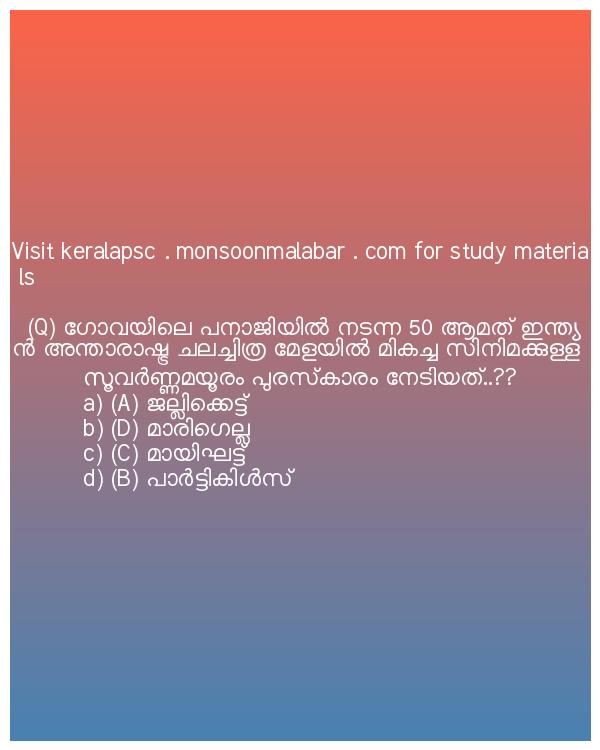 Visit keralapsc . monsoonmalabar . com for study materia
ls
(Q) ഗോവയിലെ പനാജിയിൽ നടന്ന 50 ആമത് ഇന്ത്യ
ൻ അന്താരാഷ്ട്ര ചലച്ചിത്ര മേളയിൽ മികച്ച സിനിമക്കുള്ള
സൂവർണ്ണമയൂരം പുരസ്കാരം നേടിയത്..??
a) (A) ജല്ലിക്കെട്ട്
b) (D) മാരിഗെല്ല
c) (C) മായിഘട്ട്
d) (B) പാർട്ടികിൾസ്